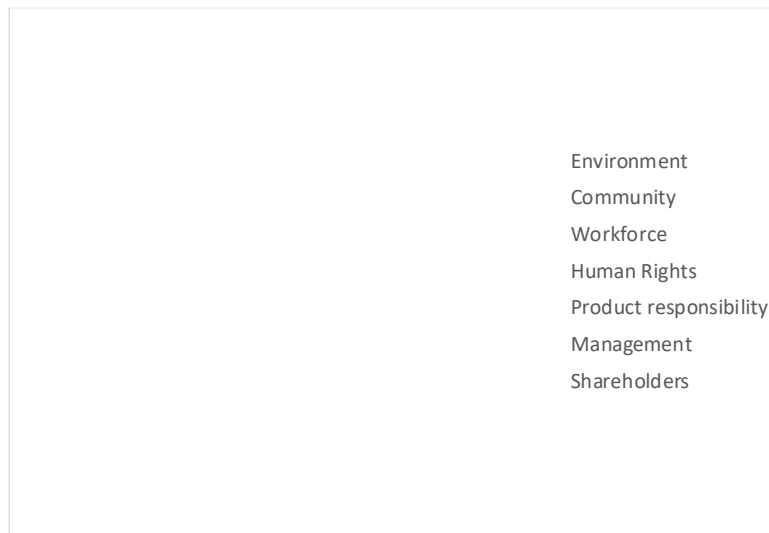 Environment
Community
Workforce
Human Rights
Product responsibility
Management
Shareholders